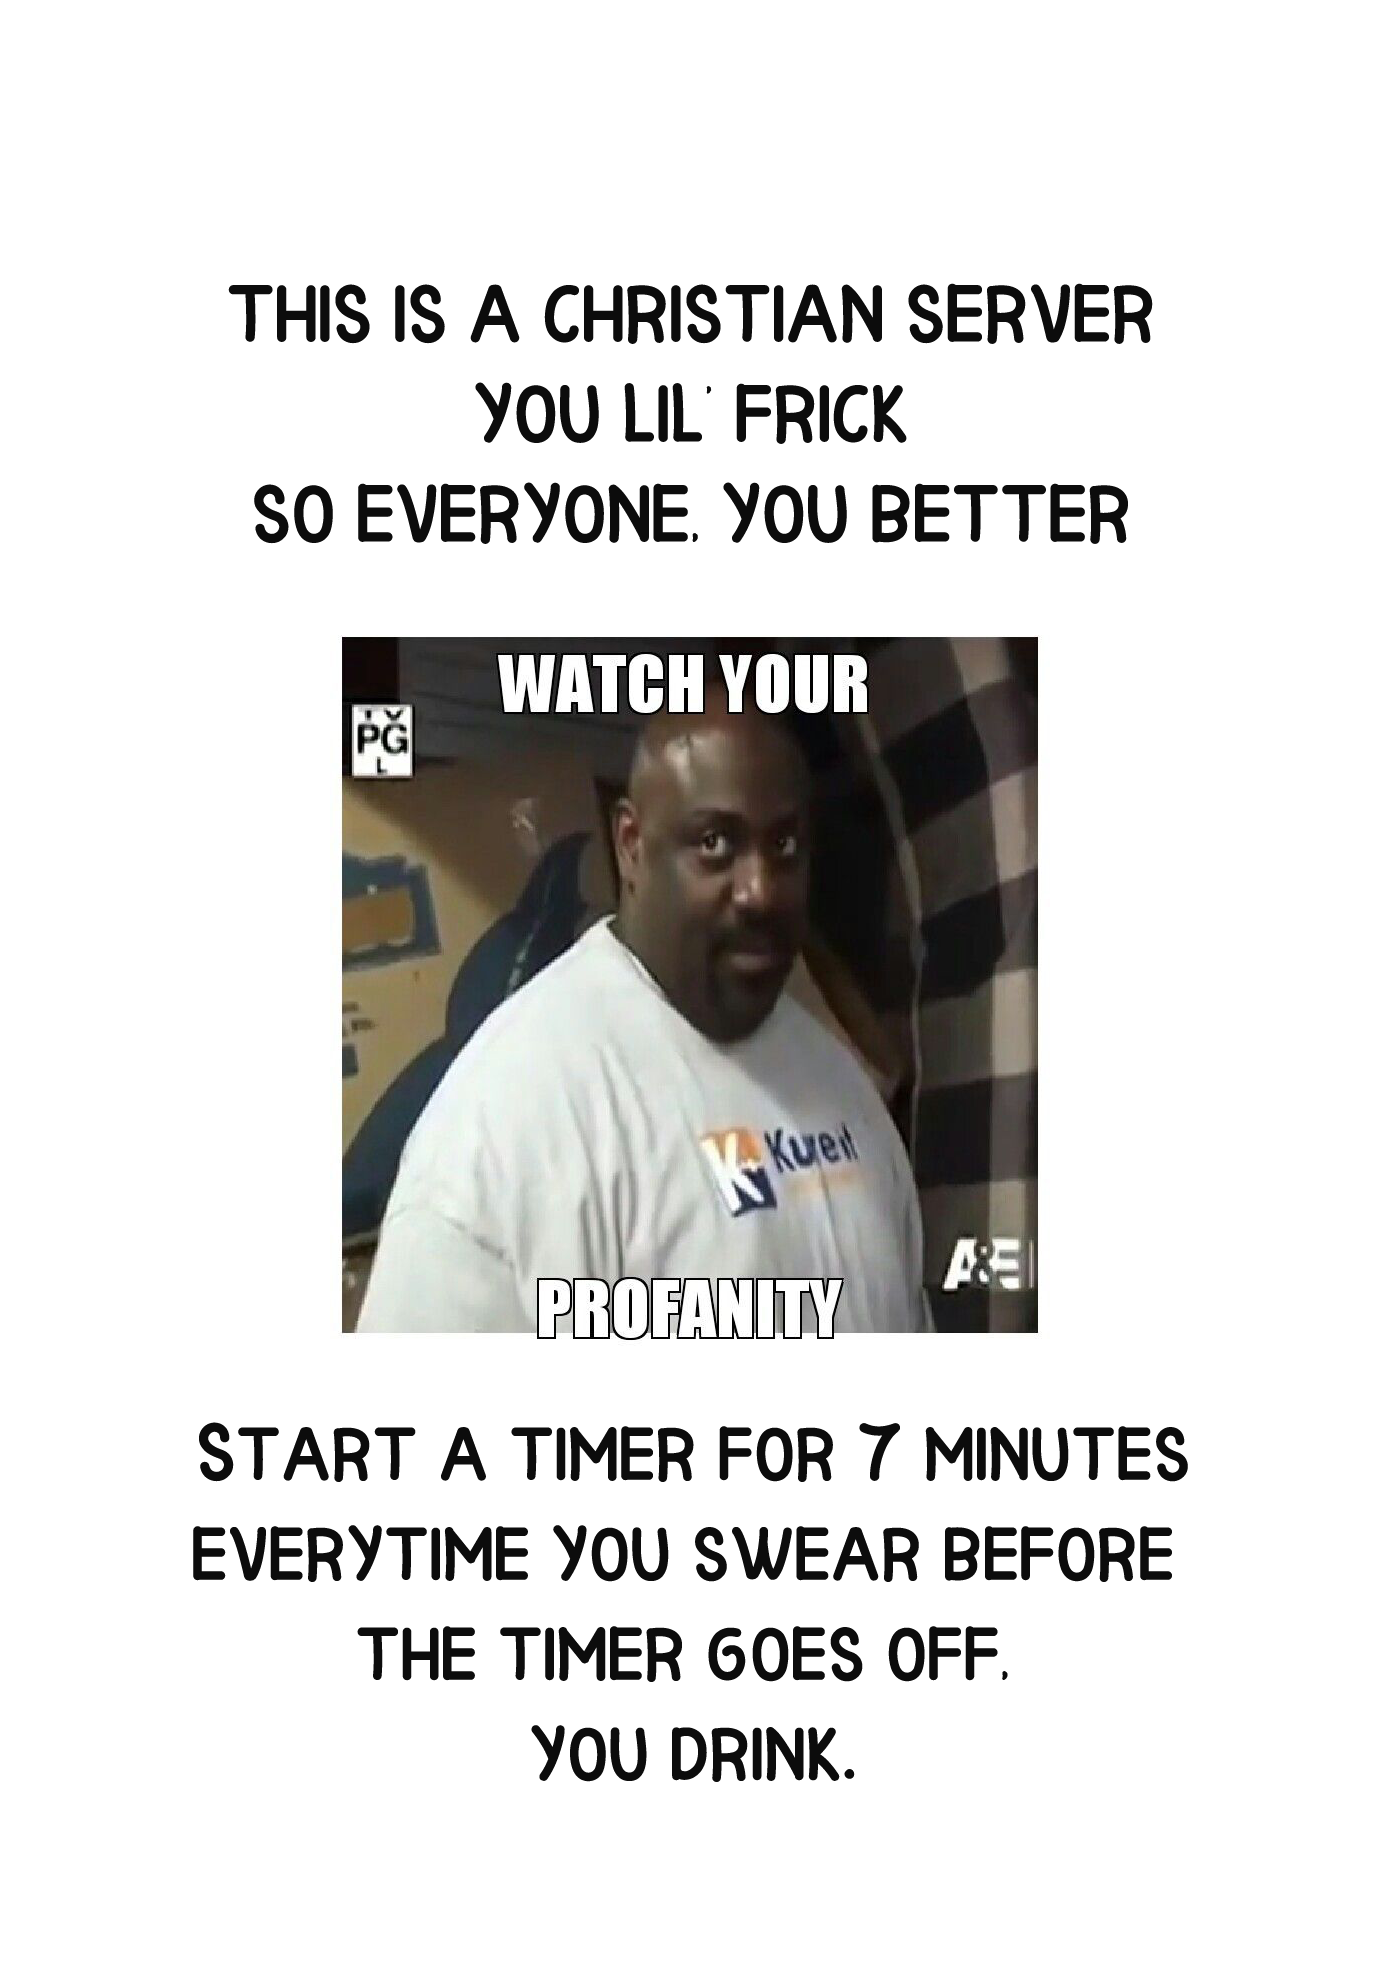 THIS IS A CHRISTIAN SERVER
YOU LIL' FRICK
SO EVERYONE, YOU BETTER
WATCH YOUR
TV
PG
L
K
A&E
PROFANITY
START A TIMER FOR 7 MINUTES
EVERYTIME YOU SWEAR BEFORE
THE TIMER GOES OFF,
YOU DRINK.